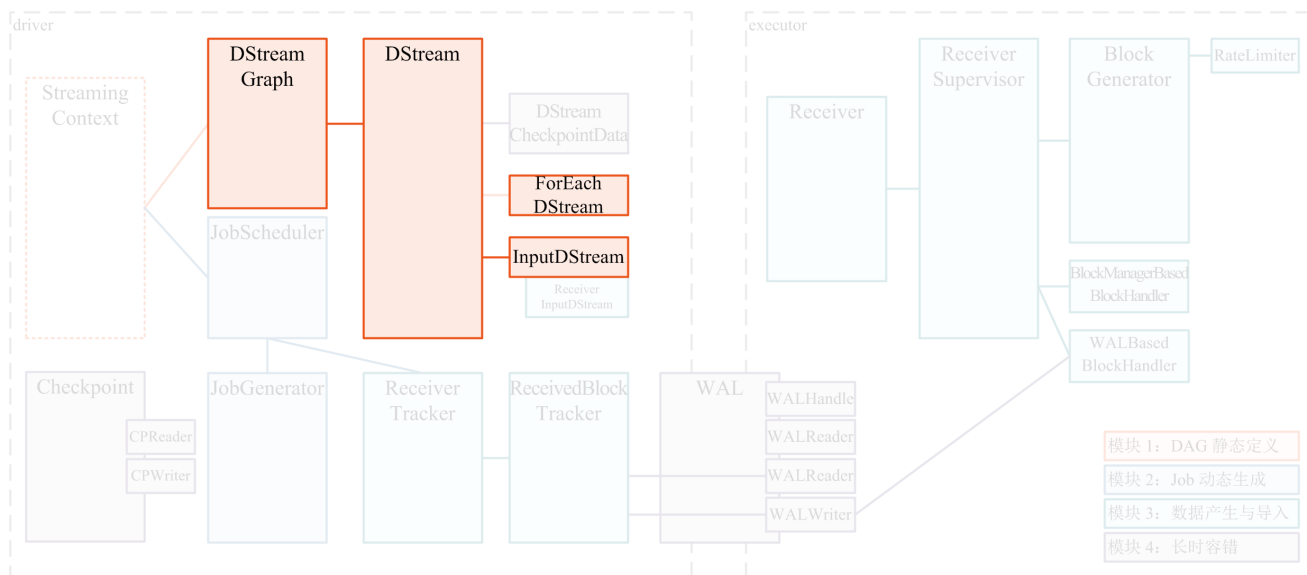 driver
DStream
Graph
DStream
Streaming
Context
DStream
CheckpointData
ForEach
DStream
JobScheduler
InputDStream
Receiver
InputDStream
Checkpoint
CPReader
CPWriter
JobGenerator
Receiver
Tracker
ReceivedBlock
Tracker
WAL
WALHandle
WALReader
WALReader
WALWriter
executor
Receiver
Receiver
Supervisor
Block
Generator
RateLimiter
BlockManagerBased
BlockHandler
WALBased
BlockHandler
模块 1：DAG 静态定义
模块 2：Job 动态生成
模块 3：数据产生与导入
模块 4：长时容错